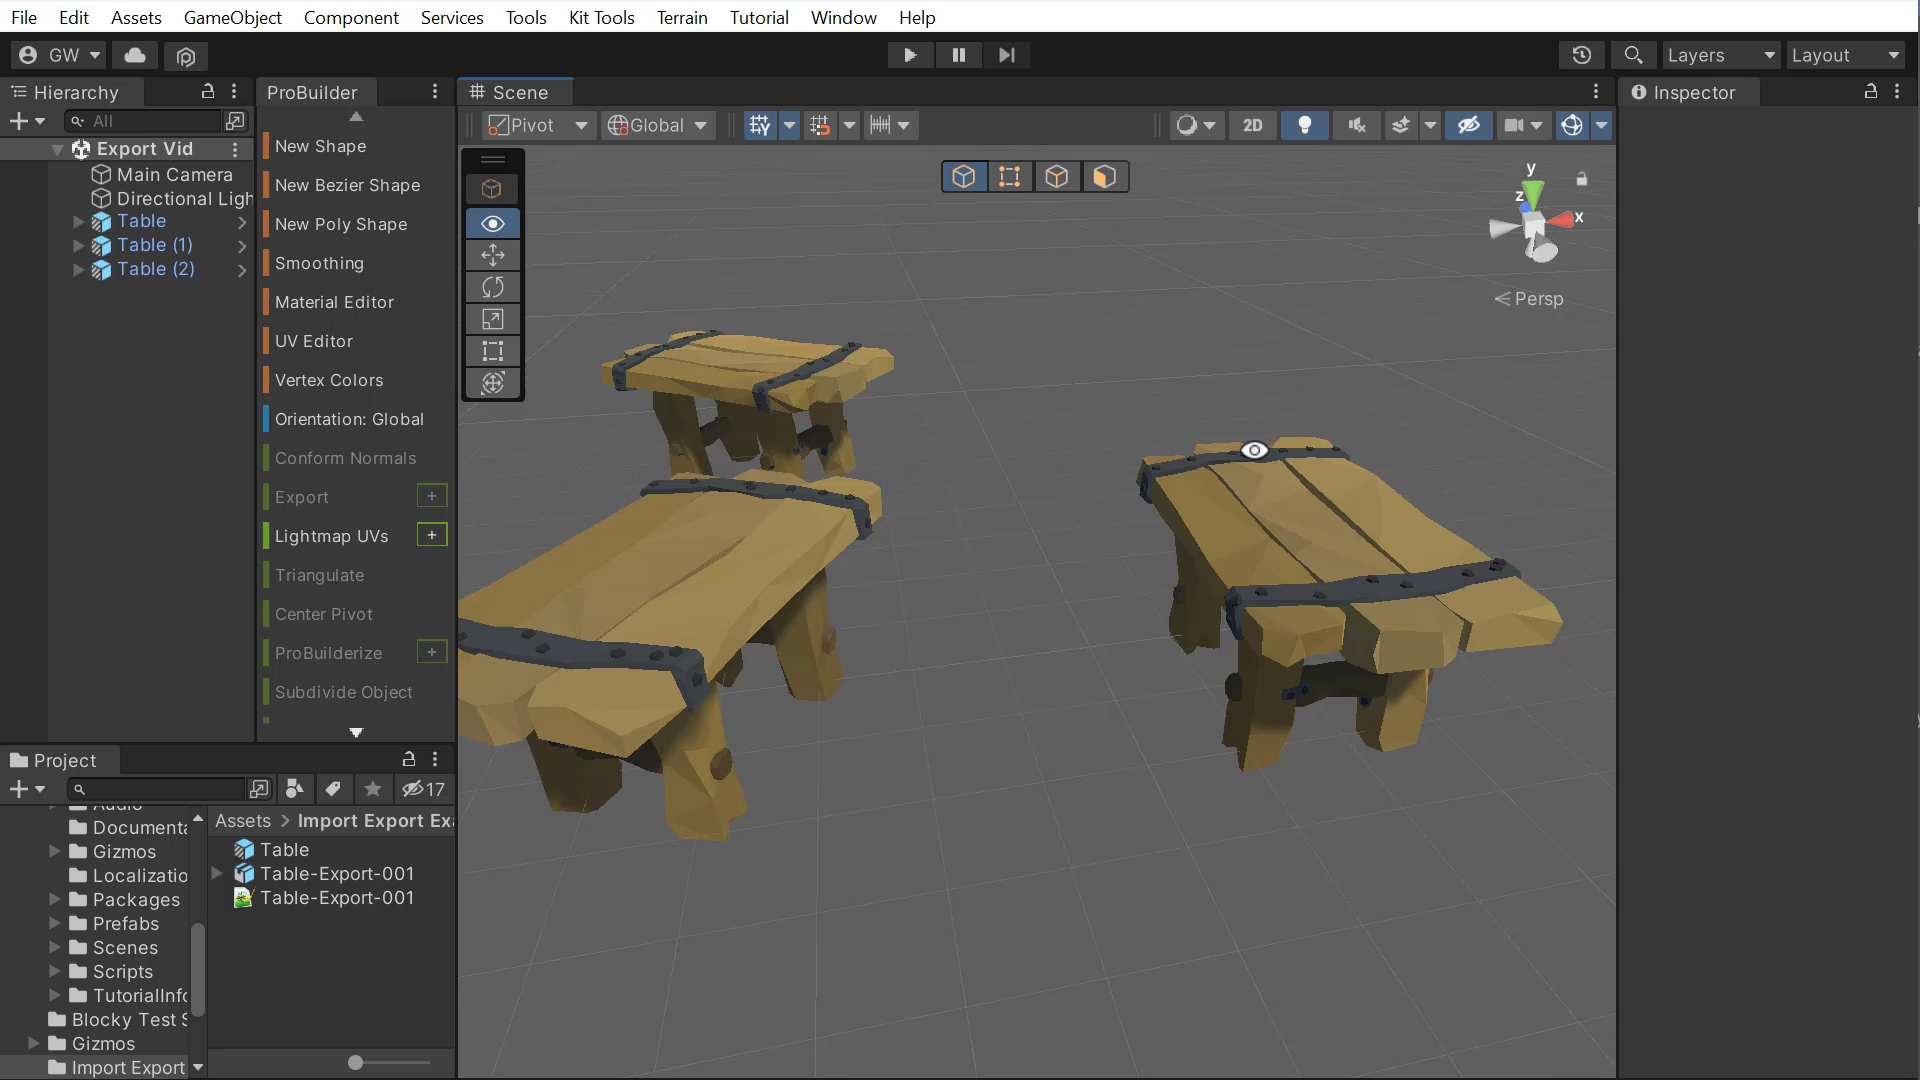 File Edit Assets GameObject Component Services Tools Kit Tools Terrain Tutorial Window Help
GW Layers Layout
Hierarchy
All
Export Vid
Main Camera
Directional Ligh
Table
Table (1)
Table (2)
ProBuilder
New Shape
New Bezier Shape
New Poly Shape
Smoothing
Material Editor
UV Editor
Vertex Colors
Orientation: Global
Conform Normals
Export +
Lightmap UVs +
Triangulate
Center Pivot
ProBuilderize +
Subdivide Object
Scene
Pivot Global 2D
y
z
x
Persp
Inspector
Project
17
Audio
Documenta
Gizmos
Localizatio
Packages
Prefabs
Scenes
Scripts
TutorialInfo
Blocky Test S
Gizmos
Import Export
Assets > Import Export Exa
Table
Table-Export-001
Table-Export-001